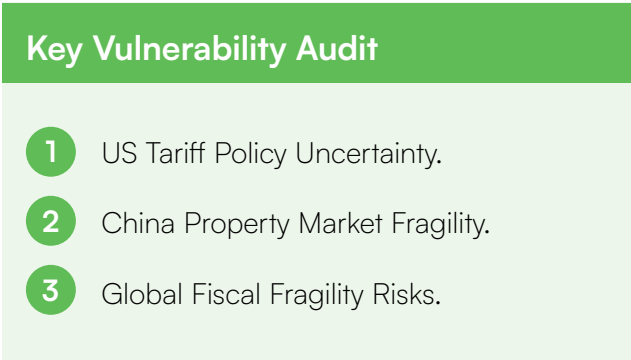 Key Vulnerability Audit
1 US Tariff Policy Uncertainty.
2 China Property Market Fragility.
3 Global Fiscal Fragility Risks.